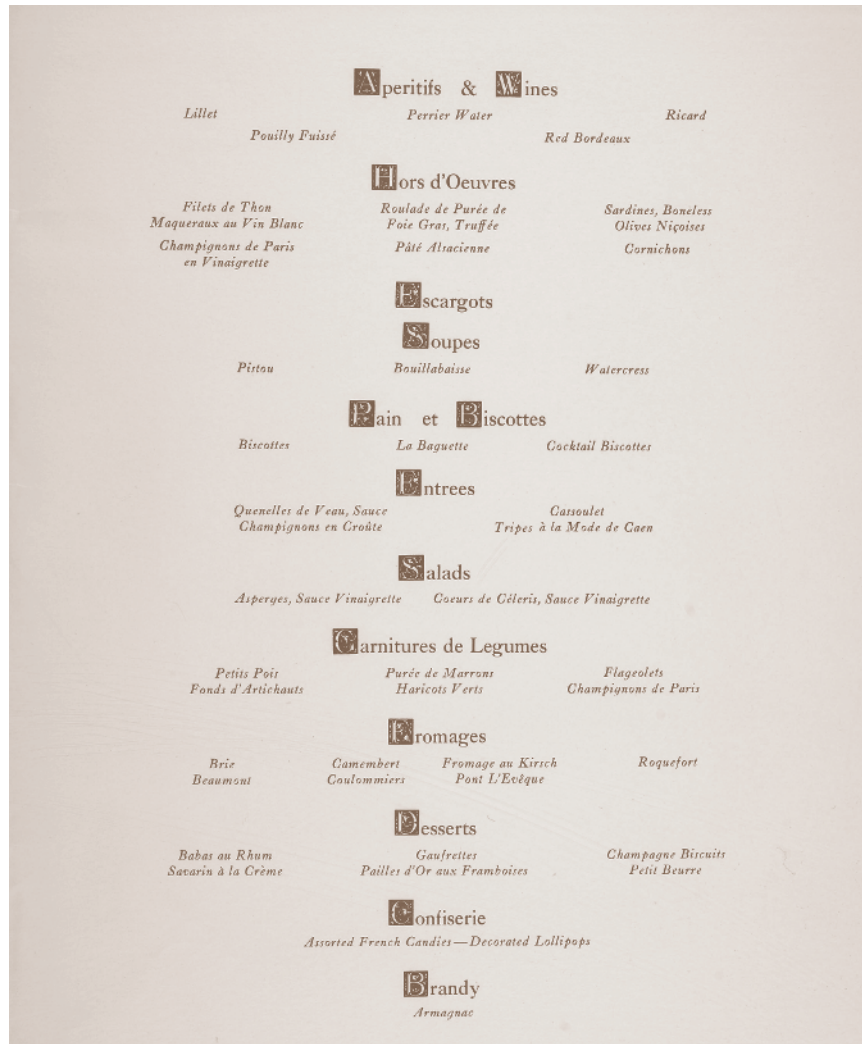 Aperitifs & Wines
Lillet Perrier Water Ricard
Pouilly Fuissé Red Bordeaux
Hors d'Oeuvres
Filets de Thon Roulade de Purée de Sardines, Boneless
Maqueraux au Vin Blanc Foie Gras, Truffée Olives Niçoises
Champignons de Paris Pâté Alsacienne Cornichons
en Vinaigrette
Escargots
Soupes
Pistou Bouillabaisse Watercress
Pain et Biscottes
Biscottes La Baguette Cocktail Biscottes
Entrees
Quenelles de Veau, Sauce Cassoulet
Champignons en Croûte Tripes à la Mode de Caen
Salads
Asperges, Sauce Vinaigrette Coeurs de Céleris, Sauce Vinaigrette
Garnitures de Legumes
Petits Pois Purée de Marrons Flageolets
Fonds d'Artichauts Haricots Verts Champignons de Paris
Fromages
Brie Camembert Fromage au Kirsch Roquefort
Beaumont Coulommiers Pont L'Evêque
Desserts
Babas au Rhum Gaufrettes Champagne Biscuits
Savarin à la Crème Pailles d'Or aux Framboises Petit Beurre
Confiserie
Assorted French Candies—Decorated Lollipops
Brandy
Armagnac